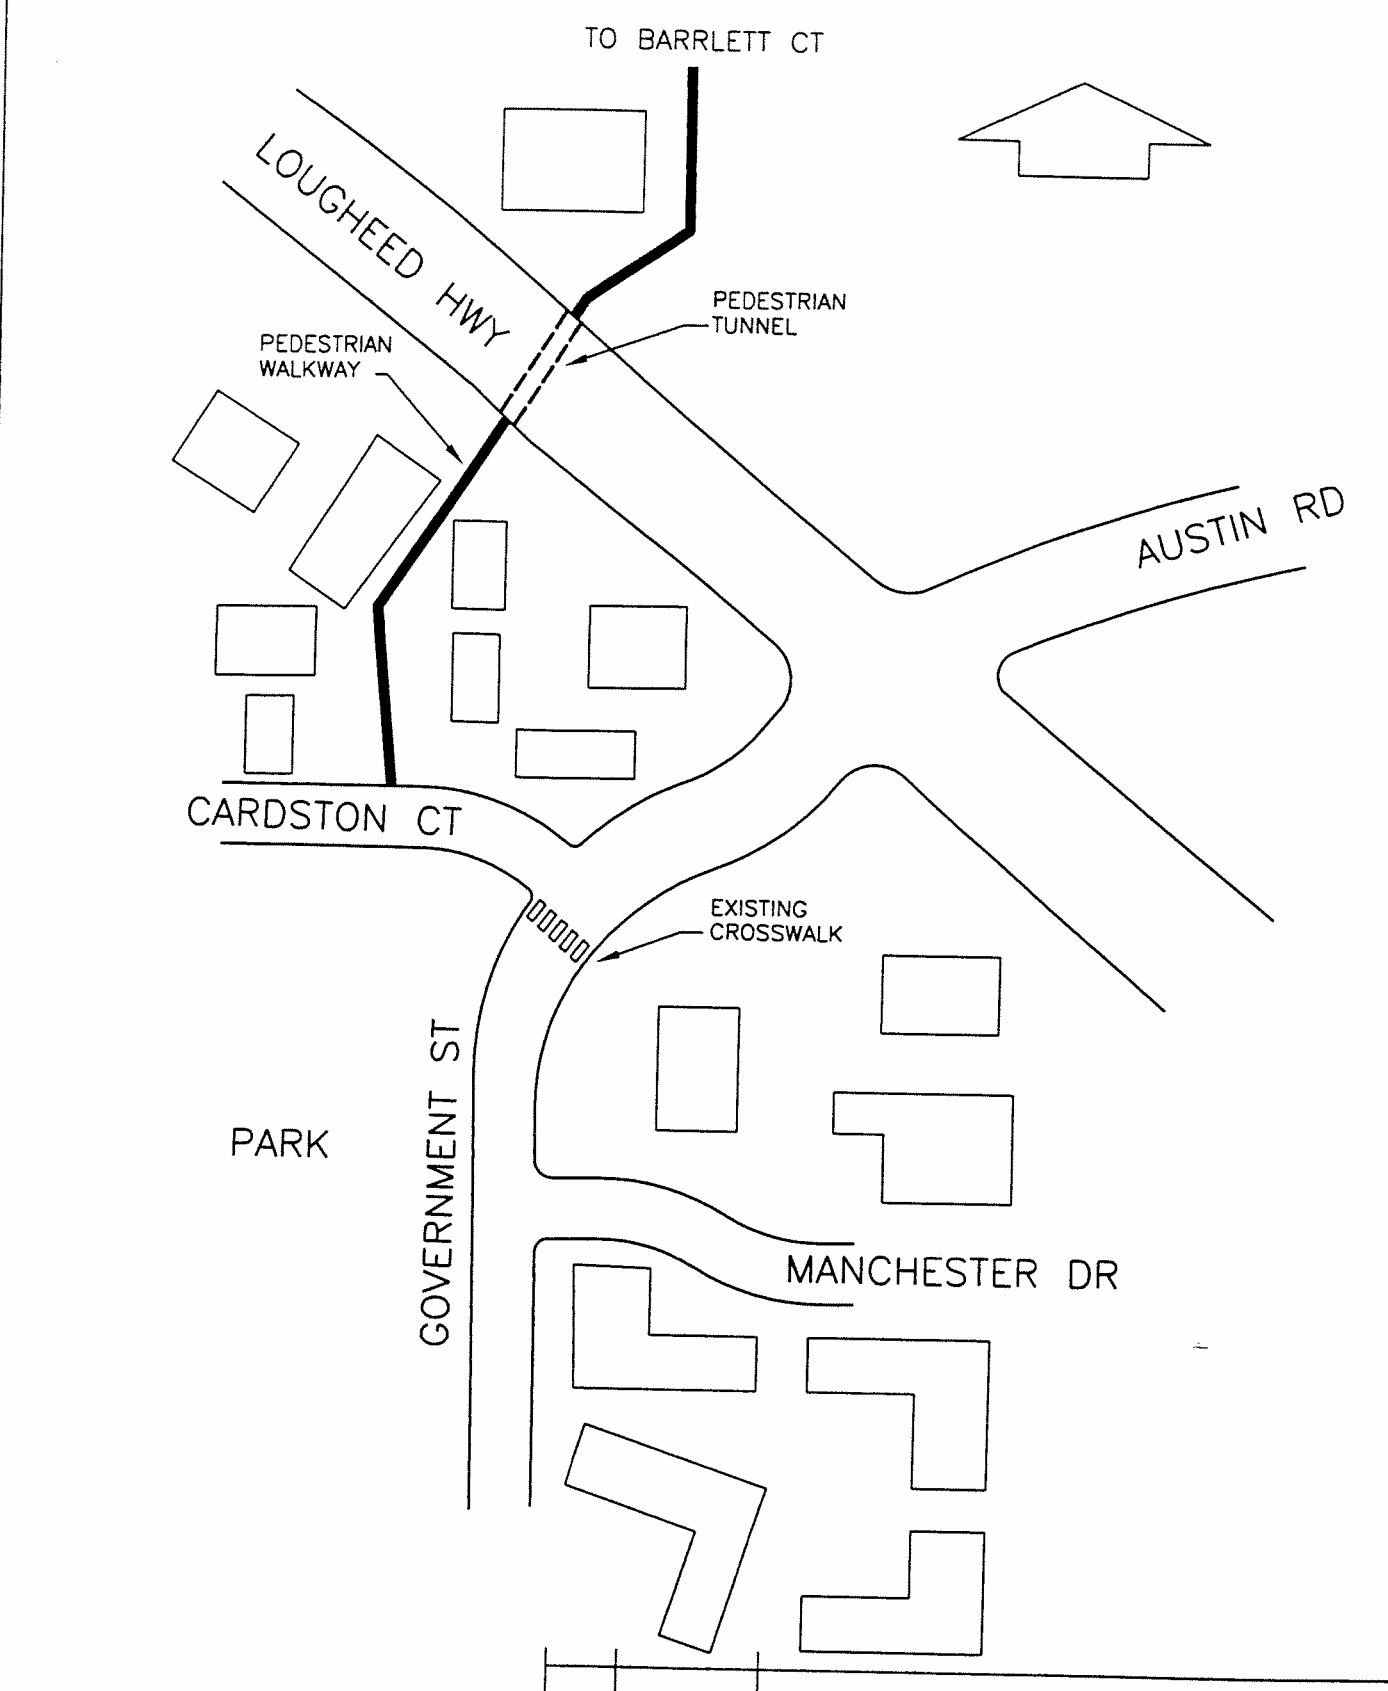 TO BARRLETT CT
LOUGHEED HWY
PEDESTRIAN
TUNNEL
PEDESTRIAN
WALKWAY
AUSTIN RD
CARDSTON CT
EXISTING
CROSSWALK
GOVERNMENT ST
PARK
MANCHESTER DR